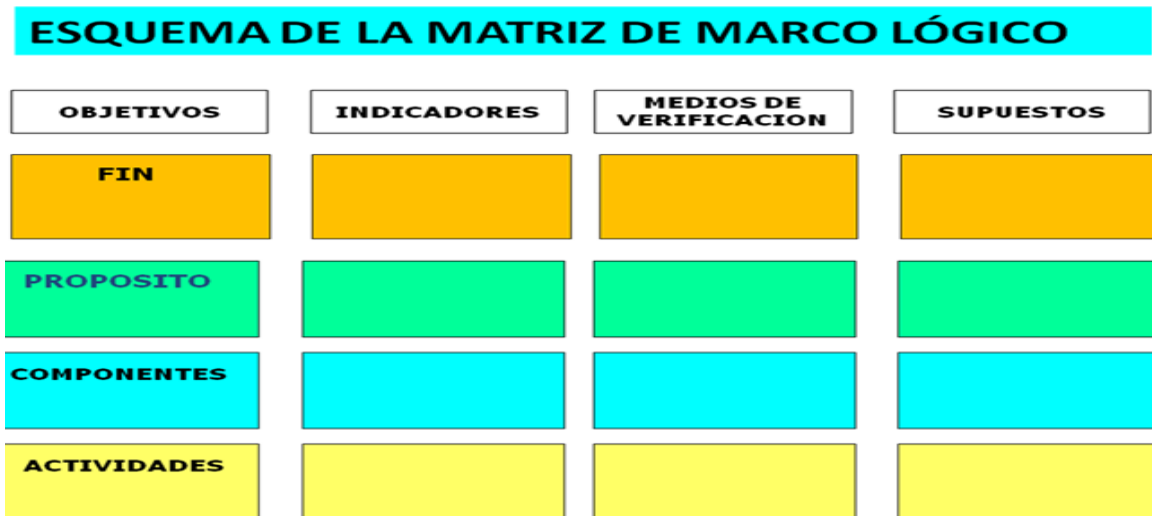 ESQUEMA DE LA MATRIZ DE MARCO LÓGICO
OBJETIVOS
INDICADORES
MEDIOS DE
VERIFICACION
SUPUESTOS
FIN
PROPOSITO
COMPONENTES
ACTIVIDADES